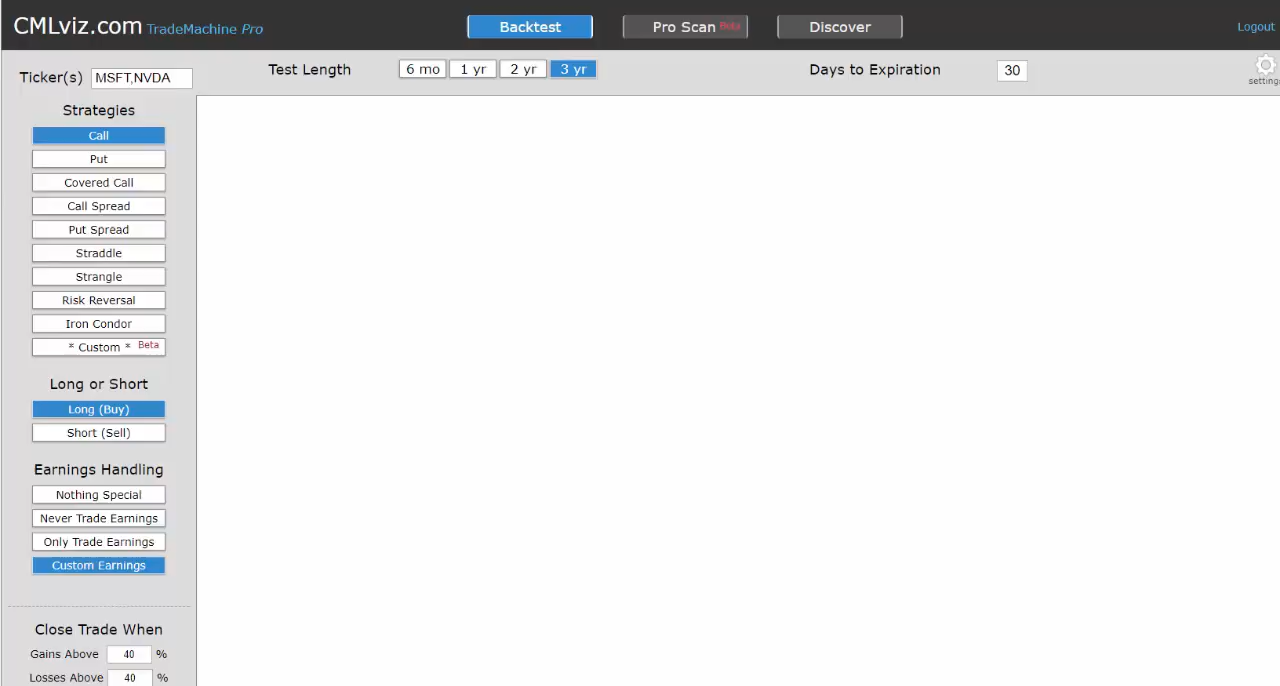 CMLviz.com TradeMachine Pro
Backtest
Pro Scan Beta
Discover
Logout
Ticker(s) MSFT,NVDA
Test Length
6 mo
1 yr
2 yr
3 yr
Days to Expiration
30
setting
Strategies
Call
Put
Covered Call
Call Spread
Put Spread
Straddle
Strangle
Risk Reversal
Iron Condor
* Custom * Beta
Long or Short
Long (Buy)
Short (Sell)
Earnings Handling
Nothing Special
Never Trade Earnings
Only Trade Earnings
Custom Earnings
Close Trade When
Gains Above 40 %
Losses Above 40 %